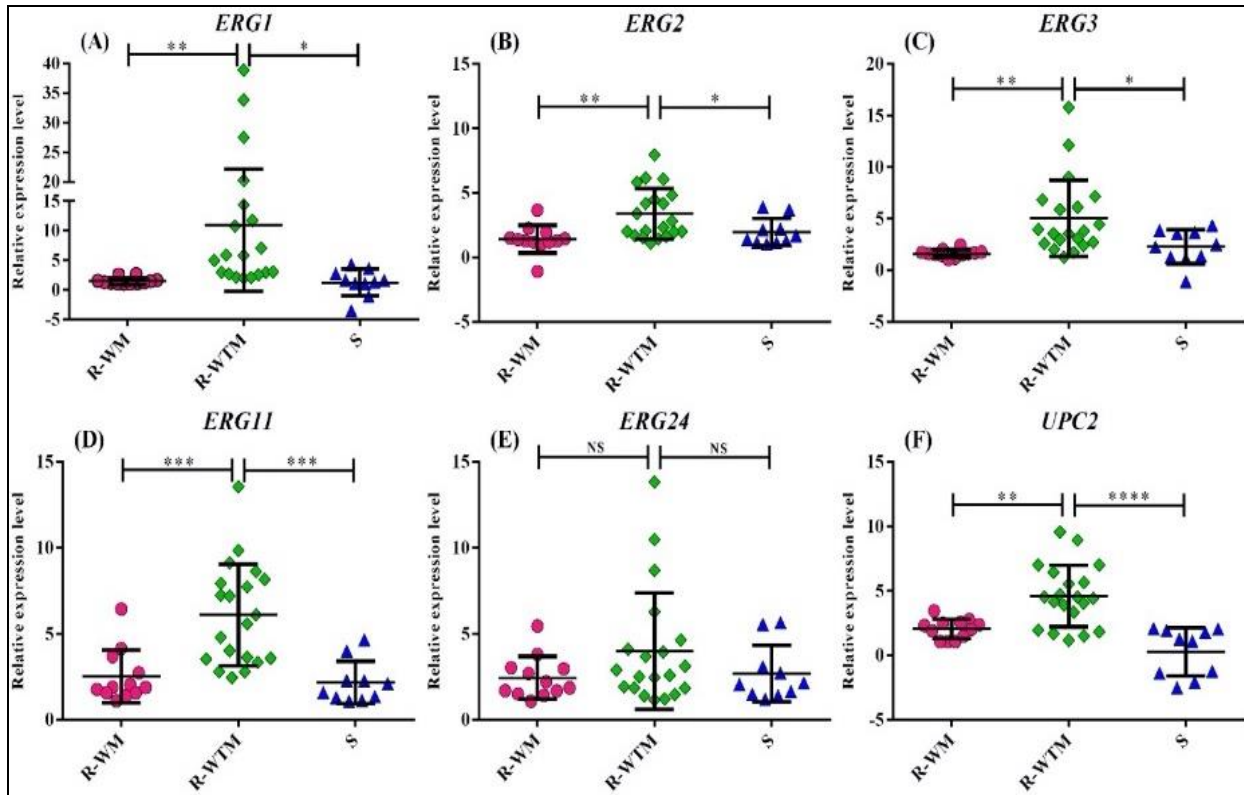 ERG1
(A)
**
*
Relative expression level
40
35
30
25
20
15
10
5
0
-5
R-WM
R-WTM
S
ERG2
(B)
**
*
Relative expression level
15
10
5
0
-5
R-WM
R-WTM
S
ERG3
(C)
**
*
Relative expression level
20
15
10
5
0
-5
R-WM
R-WTM
S
ERG11
(D)
***
***
Relative expression level
15
10
5
0
R-WM
R-WTM
S
ERG24
(E)
NS
NS
Relative expression level
15
10
5
0
R-WM
R-WTM
S
UPC2
(F)
**
****
Relative expression level
15
10
5
0
-5
R-WM
R-WTM
S